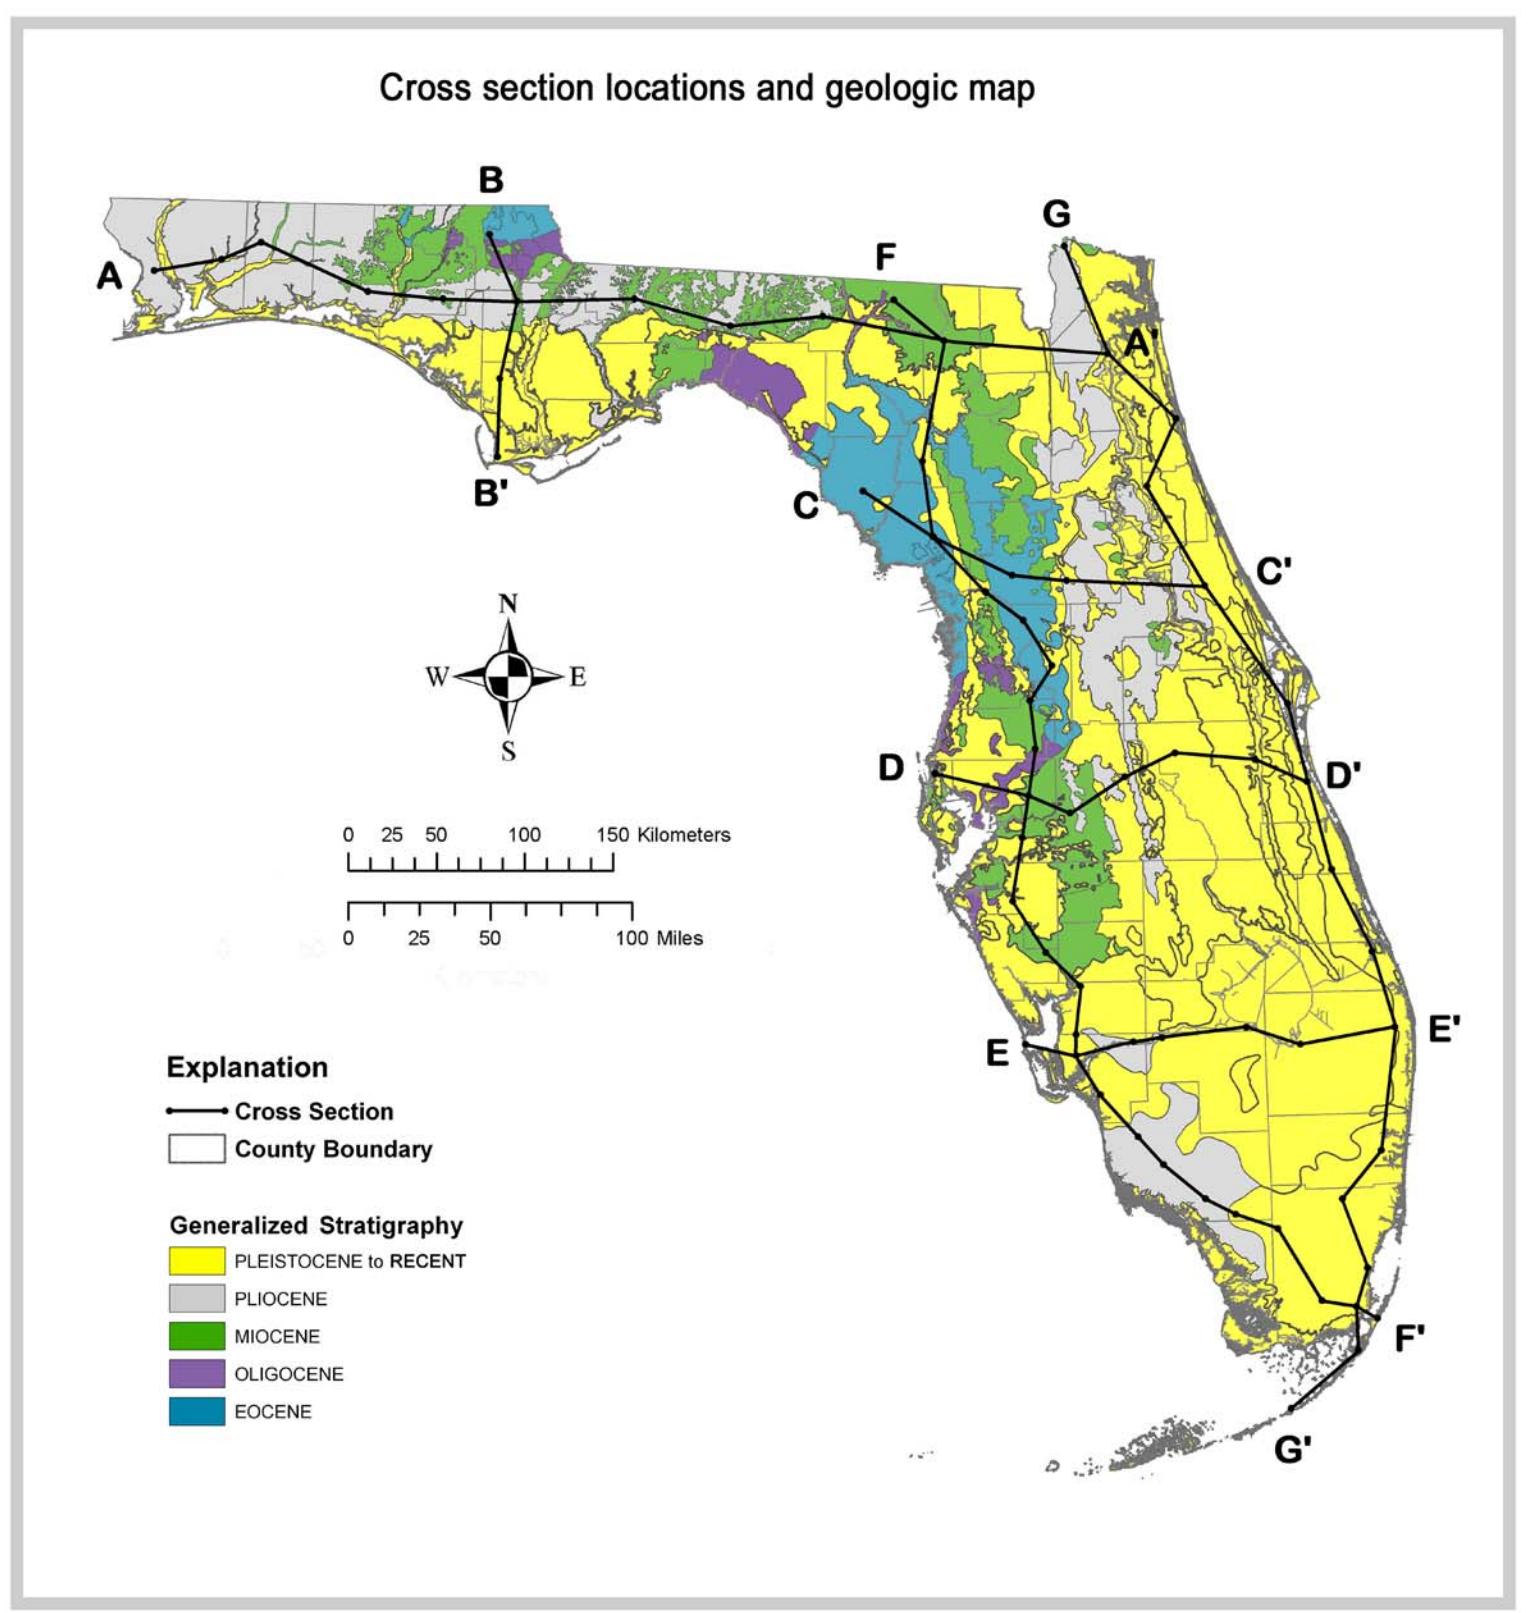 Cross section locations and geologic map
B
G
F
A
A'
B'
C
C'
N
W E
S
D
D'
0 25 50 100 150 Kilometers
0 25 50 100 Miles
E
E'
Explanation
Cross Section
County Boundary
Generalized Stratigraphy
PLEISTOCENE to RECENT
PLIOCENE
MIOCENE
OLIGOCENE
EOCENE
F'
G'